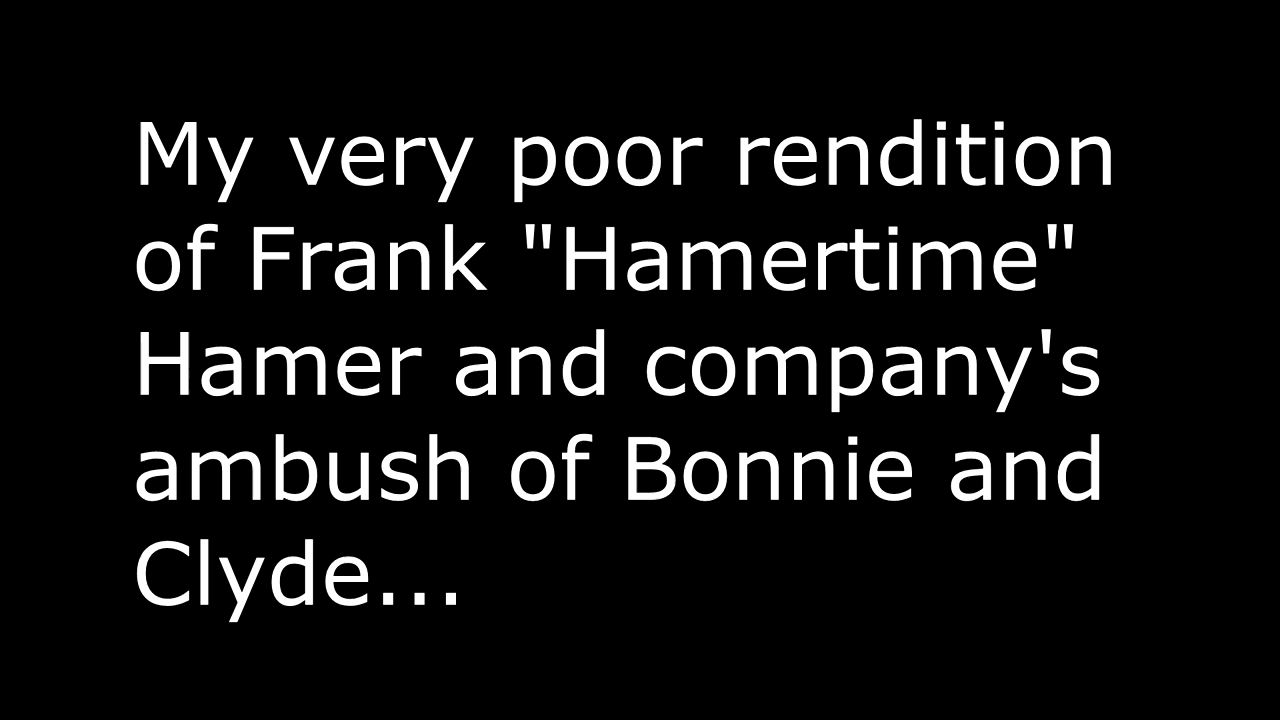 My very poor rendition
of Frank "Hamertime"
Hamer and company's
ambush of Bonnie and
Clyde...